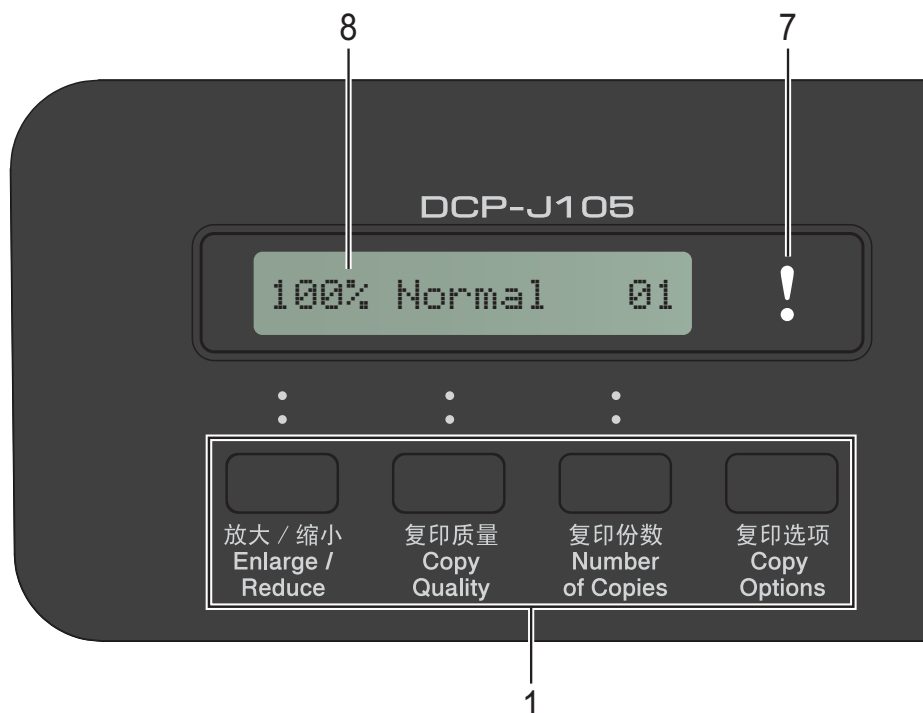 8 7
DCP-J105
100% Normal 01
!
放大 / 缩小
Enlarge /
Reduce
复印质量
Copy
Quality
复印份数
Number
of Copies
复印选项
Copy
Options
1